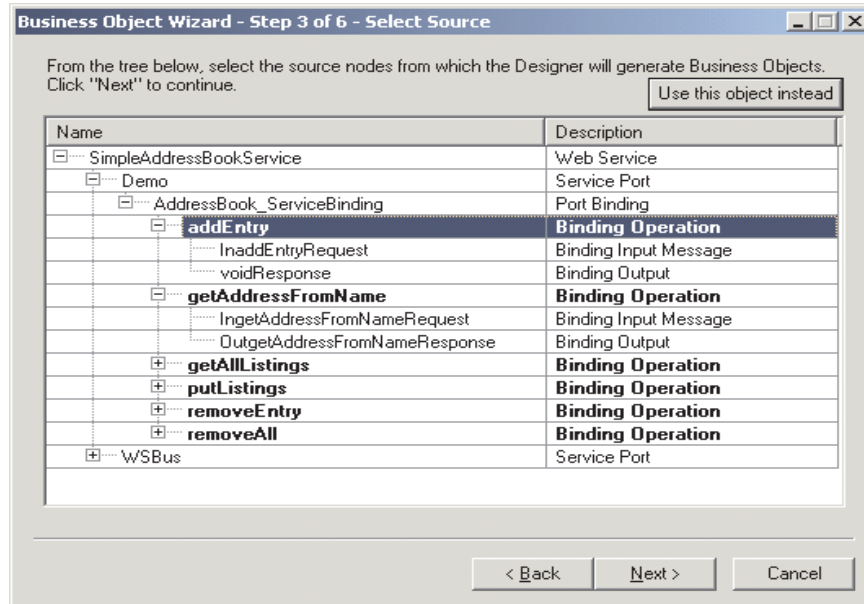 Business Object Wizard - Step 3 of 6 - Select Source
From the tree below, select the source nodes from which the Designer will generate Business Objects.
Click "Next" to continue.
Use this object instead
Name Description
SimpleAddressBookService Web Service
Demo Service Port
AddressBook_ServiceBinding Port Binding
addEntry Binding Operation
InaddEntryRequest Binding Input Message
voidResponse Binding Output
getAddressFromName Binding Operation
IngetAddressFromNameRequest Binding Input Message
OutgetAddressFromNameResponse Binding Output
getAllListings Binding Operation
putListings Binding Operation
removeEntry Binding Operation
removeAll Binding Operation
WSBus Service Port
< Back Next > Cancel